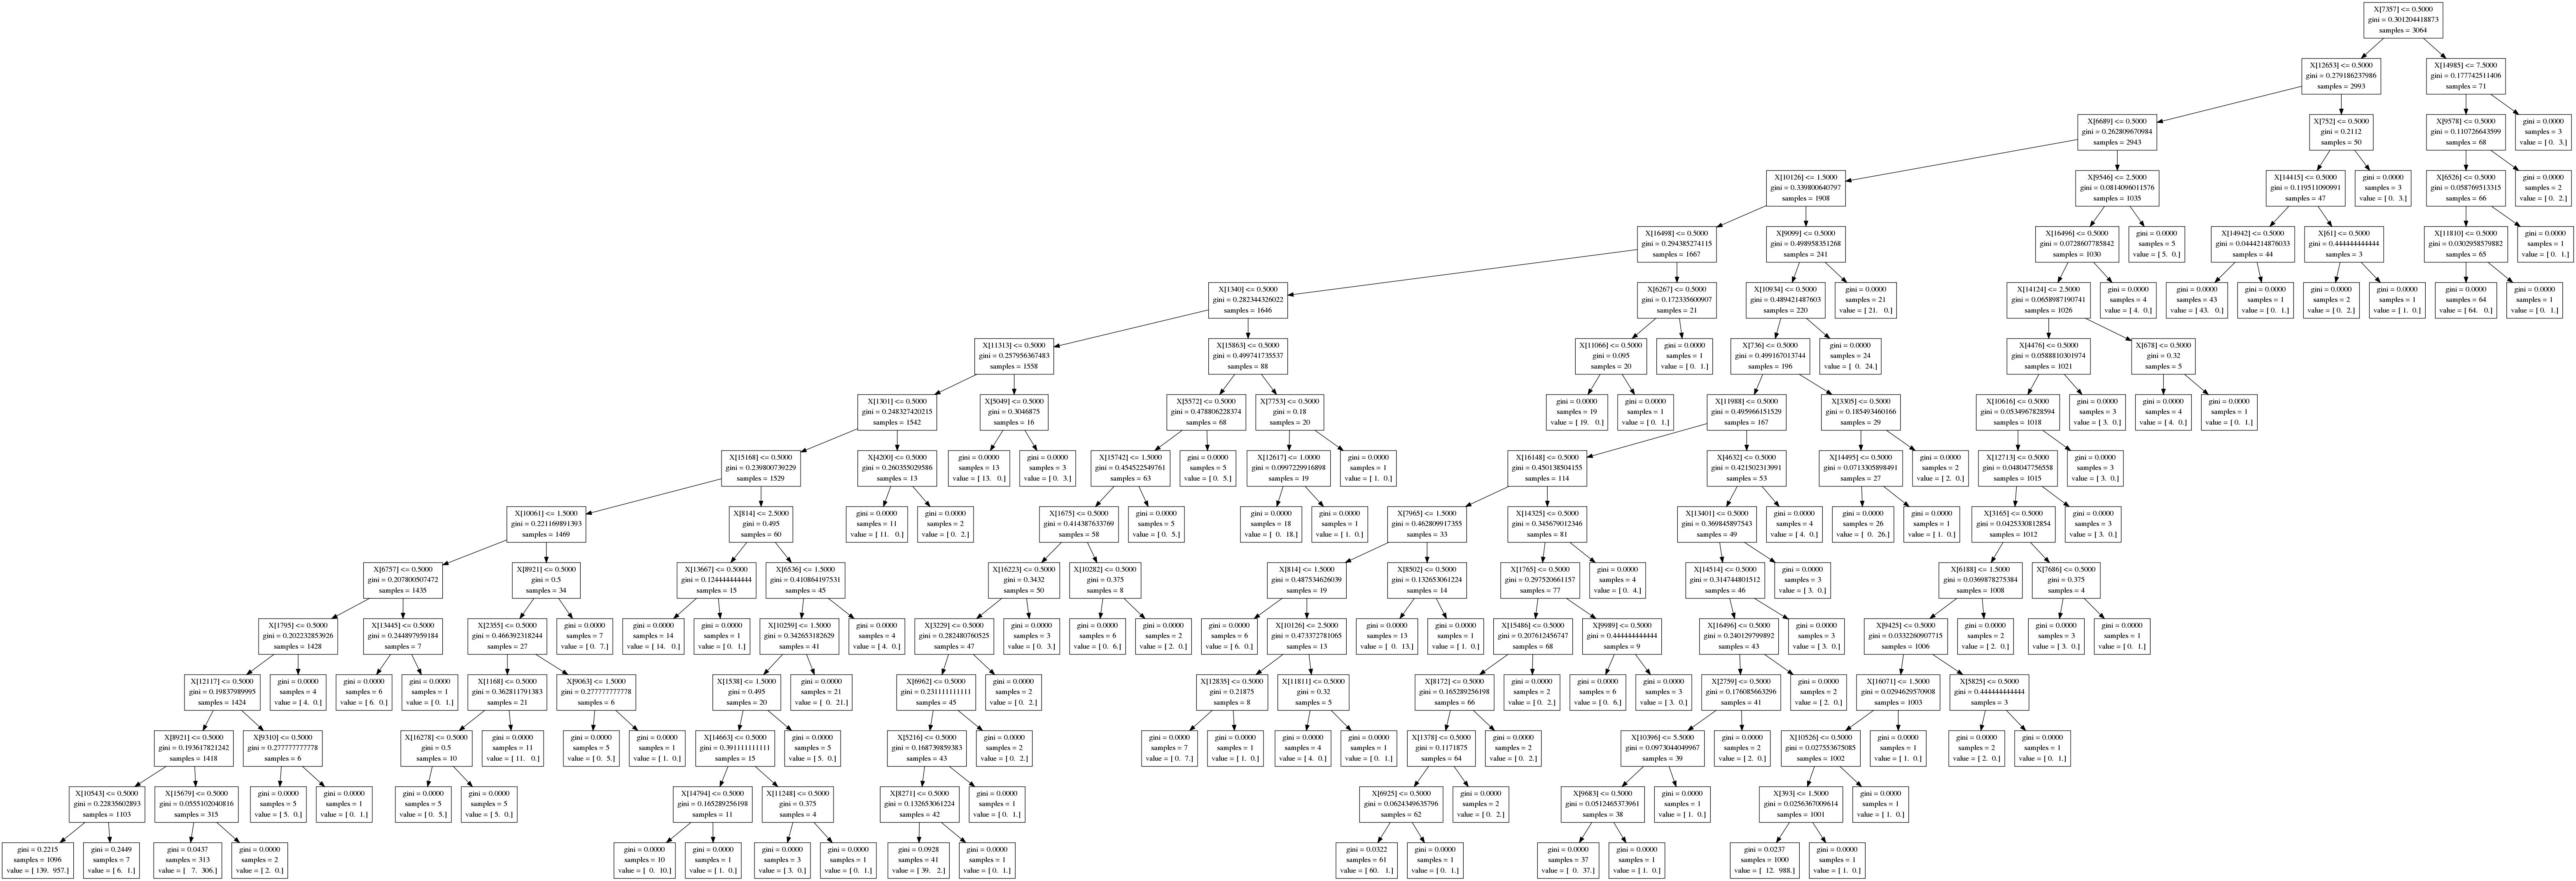 X[7357] <= 0.5000
gini = 0.301204418873
samples = 3064
X[12653] <= 0.5000
gini = 0.279186237986
samples = 2993
X[14985] <= 7.5000
gini = 0.177742511406
samples = 71
X[6689] <= 0.5000
gini = 0.262809670984
samples = 2943
X[752] <= 0.5000
gini = 0.2112
samples = 50
X[9578] <= 0.5000
gini = 0.110726643599
samples = 68
gini = 0.0000
samples = 3
value = [ 0. 3.]
X[10126] <= 1.5000
gini = 0.339800640797
samples = 1908
X[9546] <= 2.5000
gini = 0.0814096011576
samples = 1035
X[14415] <= 0.5000
gini = 0.119511090991
samples = 47
gini = 0.0000
samples = 3
value = [ 0. 3.]
X[6526] <= 0.5000
gini = 0.058769513315
samples = 66
gini = 0.0000
samples = 2
value = [ 0. 2.]
X[16498] <= 0.5000
gini = 0.294385274115
samples = 1667
X[9099] <= 0.5000
gini = 0.498958351268
samples = 241
X[16496] <= 0.5000
gini = 0.0728607785842
samples = 1030
gini = 0.0000
samples = 5
value = [ 5. 0.]
X[14942] <= 0.5000
gini = 0.0444214876033
samples = 44
X[61] <= 0.5000
gini = 0.444444444444
samples = 3
X[11810] <= 0.5000
gini = 0.0302958579882
samples = 65
gini = 0.0000
samples = 1
value = [ 0. 1.]
X[1340] <= 0.5000
gini = 0.282344326022
samples = 1646
X[6267] <= 0.5000
gini = 0.172335600907
samples = 21
X[10934] <= 0.5000
gini = 0.489421487603
samples = 220
gini = 0.0000
samples = 21
value = [ 21. 0.]
X[14124] <= 2.5000
gini = 0.0658987190741
samples = 1026
gini = 0.0000
samples = 4
value = [ 4. 0.]
gini = 0.0000
samples = 43
value = [ 43. 0.]
gini = 0.0000
samples = 1
value = [ 0. 1.]
gini = 0.0000
samples = 2
value = [ 0. 2.]
gini = 0.0000
samples = 1
value = [ 1. 0.]
gini = 0.0000
samples = 64
value = [ 64. 0.]
gini = 0.0000
samples = 1
value = [ 0. 1.]
X[11313] <= 0.5000
gini = 0.257956367483
samples = 1558
X[15863] <= 0.5000
gini = 0.499741735537
samples = 88
X[11066] <= 0.5000
gini = 0.095
samples = 20
gini = 0.0000
samples = 1
value = [ 0. 1.]
X[736] <= 0.5000
gini = 0.499167013744
samples = 196
gini = 0.0000
samples = 24
value = [ 0. 24.]
X[4476] <= 0.5000
gini = 0.0588810301974
samples = 1021
X[678] <= 0.5000
gini = 0.32
samples = 5
X[1301] <= 0.5000
gini = 0.248327420215
samples = 1542
X[5049] <= 0.5000
gini = 0.3046875
samples = 16
X[5572] <= 0.5000
gini = 0.478806228374
samples = 68
X[7753] <= 0.5000
gini = 0.18
samples = 20
gini = 0.0000
samples = 19
value = [ 19. 0.]
gini = 0.0000
samples = 1
value = [ 0. 1.]
X[11988] <= 0.5000
gini = 0.495966151529
samples = 167
X[3305] <= 0.5000
gini = 0.185493460166
samples = 29
X[10616] <= 0.5000
gini = 0.0534967828594
samples = 1018
gini = 0.0000
samples = 3
value = [ 3. 0.]
gini = 0.0000
samples = 4
value = [ 4. 0.]
gini = 0.0000
samples = 1
value = [ 0. 1.]
X[15168] <= 0.5000
gini = 0.239800739229
samples = 1529
X[4200] <= 0.5000
gini = 0.260355029586
samples = 13
gini = 0.0000
samples = 13
value = [ 13. 0.]
gini = 0.0000
samples = 3
value = [ 0. 3.]
X[15742] <= 1.5000
gini = 0.454522549761
samples = 63
gini = 0.0000
samples = 5
value = [ 0. 5.]
X[12617] <= 1.0000
gini = 0.0997229916898
samples = 19
gini = 0.0000
samples = 1
value = [ 1. 0.]
X[16148] <= 0.5000
gini = 0.450138504155
samples = 114
X[4632] <= 0.5000
gini = 0.421502313991
samples = 53
X[14495] <= 0.5000
gini = 0.0713305898491
samples = 27
gini = 0.0000
samples = 2
value = [ 2. 0.]
X[12713] <= 0.5000
gini = 0.048047756558
samples = 1015
gini = 0.0000
samples = 3
value = [ 3. 0.]
X[10061] <= 1.5000
gini = 0.221169891393
samples = 1469
X[814] <= 2.5000
gini = 0.495
samples = 60
gini = 0.0000
samples = 11
value = [ 11. 0.]
gini = 0.0000
samples = 2
value = [ 0. 2.]
X[1675] <= 0.5000
gini = 0.414387633769
samples = 58
gini = 0.0000
samples = 5
value = [ 0. 5.]
gini = 0.0000
samples = 18
value = [ 0. 18.]
gini = 0.0000
samples = 1
value = [ 1. 0.]
X[7965] <= 1.5000
gini = 0.462809917355
samples = 33
X[14325] <= 0.5000
gini = 0.345679012346
samples = 81
X[13401] <= 0.5000
gini = 0.369845897543
samples = 49
gini = 0.0000
samples = 4
value = [ 4. 0.]
gini = 0.0000
samples = 26
value = [ 0. 26.]
gini = 0.0000
samples = 1
value = [ 1. 0.]
X[3165] <= 0.5000
gini = 0.0425330812854
samples = 1012
gini = 0.0000
samples = 3
value = [ 3. 0.]
X[6757] <= 0.5000
gini = 0.207800507472
samples = 1435
X[8921] <= 0.5000
gini = 0.5
samples = 34
X[13667] <= 0.5000
gini = 0.124444444444
samples = 15
X[6536] <= 1.5000
gini = 0.410864197531
samples = 45
X[16223] <= 0.5000
gini = 0.3432
samples = 50
X[10282] <= 0.5000
gini = 0.375
samples = 8
X[814] <= 1.5000
gini = 0.487534626039
samples = 19
X[8502] <= 0.5000
gini = 0.132653061224
samples = 14
X[1765] <= 0.5000
gini = 0.297520661157
samples = 77
gini = 0.0000
samples = 4
value = [ 0. 4.]
X[14514] <= 0.5000
gini = 0.314744801512
samples = 46
gini = 0.0000
samples = 3
value = [ 3. 0.]
X[6188] <= 1.5000
gini = 0.0369878275384
samples = 1008
X[7686] <= 0.5000
gini = 0.375
samples = 4
X[1795] <= 0.5000
gini = 0.202232853926
samples = 1428
X[13445] <= 0.5000
gini = 0.244897959184
samples = 7
X[2355] <= 0.5000
gini = 0.466392318244
samples = 27
gini = 0.0000
samples = 7
value = [ 0. 7.]
gini = 0.0000
samples = 14
value = [ 14. 0.]
gini = 0.0000
samples = 1
value = [ 0. 1.]
X[10259] <= 1.5000
gini = 0.342653182629
samples = 41
gini = 0.0000
samples = 4
value = [ 4. 0.]
X[3229] <= 0.5000
gini = 0.282480760525
samples = 47
gini = 0.0000
samples = 3
value = [ 0. 3.]
gini = 0.0000
samples = 6
value = [ 0. 6.]
gini = 0.0000
samples = 2
value = [ 2. 0.]
gini = 0.0000
samples = 6
value = [ 6. 0.]
X[10126] <= 2.5000
gini = 0.473372781065
samples = 13
gini = 0.0000
samples = 13
value = [ 0. 13.]
gini = 0.0000
samples = 1
value = [ 1. 0.]
X[15486] <= 0.5000
gini = 0.207612456747
samples = 68
X[9989] <= 0.5000
gini = 0.444444444444
samples = 9
X[16496] <= 0.5000
gini = 0.240129799892
samples = 43
gini = 0.0000
samples = 3
value = [ 3. 0.]
X[9425] <= 0.5000
gini = 0.0332260907715
samples = 1006
gini = 0.0000
samples = 2
value = [ 2. 0.]
gini = 0.0000
samples = 3
value = [ 3. 0.]
gini = 0.0000
samples = 1
value = [ 0. 1.]
X[12117] <= 0.5000
gini = 0.19837989995
samples = 1424
gini = 0.0000
samples = 4
value = [ 4. 0.]
gini = 0.0000
samples = 6
value = [ 6. 0.]
gini = 0.0000
samples = 1
value = [ 0. 1.]
X[1168] <= 0.5000
gini = 0.362811791383
samples = 21
X[9063] <= 1.5000
gini = 0.277777777778
samples = 6
X[1538] <= 1.5000
gini = 0.495
samples = 20
gini = 0.0000
samples = 21
value = [ 0. 21.]
X[6962] <= 0.5000
gini = 0.231111111111
samples = 45
gini = 0.0000
samples = 2
value = [ 0. 2.]
X[12835] <= 0.5000
gini = 0.21875
samples = 8
X[11811] <= 0.5000
gini = 0.32
samples = 5
X[8172] <= 0.5000
gini = 0.165289256198
samples = 66
gini = 0.0000
samples = 2
value = [ 0. 2.]
gini = 0.0000
samples = 6
value = [ 0. 6.]
gini = 0.0000
samples = 3
value = [ 3. 0.]
X[2759] <= 0.5000
gini = 0.176085663296
samples = 41
gini = 0.0000
samples = 2
value = [ 2. 0.]
X[16071] <= 1.5000
gini = 0.0294629570908
samples = 1003
X[5825] <= 0.5000
gini = 0.444444444444
samples = 3
X[8921] <= 0.5000
gini = 0.193617821242
samples = 1418
X[9310] <= 0.5000
gini = 0.277777777778
samples = 6
X[16278] <= 0.5000
gini = 0.5
samples = 10
gini = 0.0000
samples = 11
value = [ 11. 0.]
gini = 0.0000
samples = 5
value = [ 0. 5.]
gini = 0.0000
samples = 1
value = [ 1. 0.]
X[14663] <= 0.5000
gini = 0.391111111111
samples = 15
gini = 0.0000
samples = 5
value = [ 5. 0.]
X[5216] <= 0.5000
gini = 0.168739859383
samples = 43
gini = 0.0000
samples = 2
value = [ 0. 2.]
gini = 0.0000
samples = 7
value = [ 0. 7.]
gini = 0.0000
samples = 1
value = [ 1. 0.]
gini = 0.0000
samples = 4
value = [ 4. 0.]
gini = 0.0000
samples = 1
value = [ 0. 1.]
X[1378] <= 0.5000
gini = 0.1171875
samples = 64
gini = 0.0000
samples = 2
value = [ 0. 2.]
X[10396] <= 5.5000
gini = 0.0973044049967
samples = 39
gini = 0.0000
samples = 2
value = [ 2. 0.]
X[10526] <= 0.5000
gini = 0.027553675085
samples = 1002
gini = 0.0000
samples = 1
value = [ 1. 0.]
gini = 0.0000
samples = 2
value = [ 2. 0.]
gini = 0.0000
samples = 1
value = [ 0. 1.]
X[10543] <= 0.5000
gini = 0.22835602893
samples = 1103
X[15679] <= 0.5000
gini = 0.0555102040816
samples = 315
gini = 0.0000
samples = 5
value = [ 5. 0.]
gini = 0.0000
samples = 1
value = [ 0. 1.]
gini = 0.0000
samples = 5
value = [ 0. 5.]
gini = 0.0000
samples = 5
value = [ 5. 0.]
X[14794] <= 0.5000
gini = 0.165289256198
samples = 11
X[11248] <= 0.5000
gini = 0.375
samples = 4
X[8271] <= 0.5000
gini = 0.132653061224
samples = 42
gini = 0.0000
samples = 1
value = [ 0. 1.]
X[6925] <= 0.5000
gini = 0.0624349635796
samples = 62
gini = 0.0000
samples = 2
value = [ 0. 2.]
X[9683] <= 0.5000
gini = 0.0512465373961
samples = 38
gini = 0.0000
samples = 1
value = [ 1. 0.]
X[393] <= 1.5000
gini = 0.0256367009614
samples = 1001
gini = 0.0000
samples = 1
value = [ 1. 0.]
gini = 0.2215
samples = 1096
value = [ 139. 957.]
gini = 0.2449
samples = 7
value = [ 6. 1.]
gini = 0.0437
samples = 313
value = [ 7. 306.]
gini = 0.0000
samples = 2
value = [ 2. 0.]
gini = 0.0000
samples = 10
value = [ 0. 10.]
gini = 0.0000
samples = 1
value = [ 1. 0.]
gini = 0.0000
samples = 3
value = [ 3. 0.]
gini = 0.0000
samples = 1
value = [ 0. 1.]
gini = 0.0928
samples = 41
value = [ 39. 2.]
gini = 0.0000
samples = 1
value = [ 0. 1.]
gini = 0.0322
samples = 61
value = [ 60. 1.]
gini = 0.0000
samples = 1
value = [ 0. 1.]
gini = 0.0000
samples = 37
value = [ 0. 37.]
gini = 0.0000
samples = 1
value = [ 1. 0.]
gini = 0.0237
samples = 1000
value = [ 12. 988.]
gini = 0.0000
samples = 1
value = [ 1. 0.]